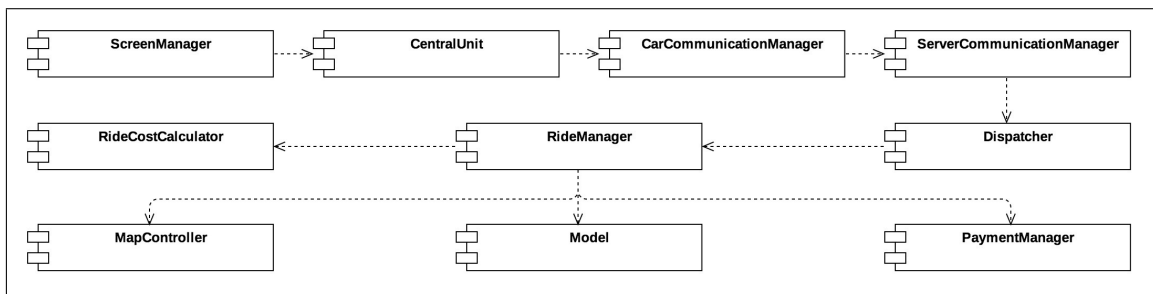 ScreenManager
CentralUnit
CarCommunicationManager
ServerCommunicationManager
RideCostCalculator
RideManager
Dispatcher
MapController
Model
PaymentManager